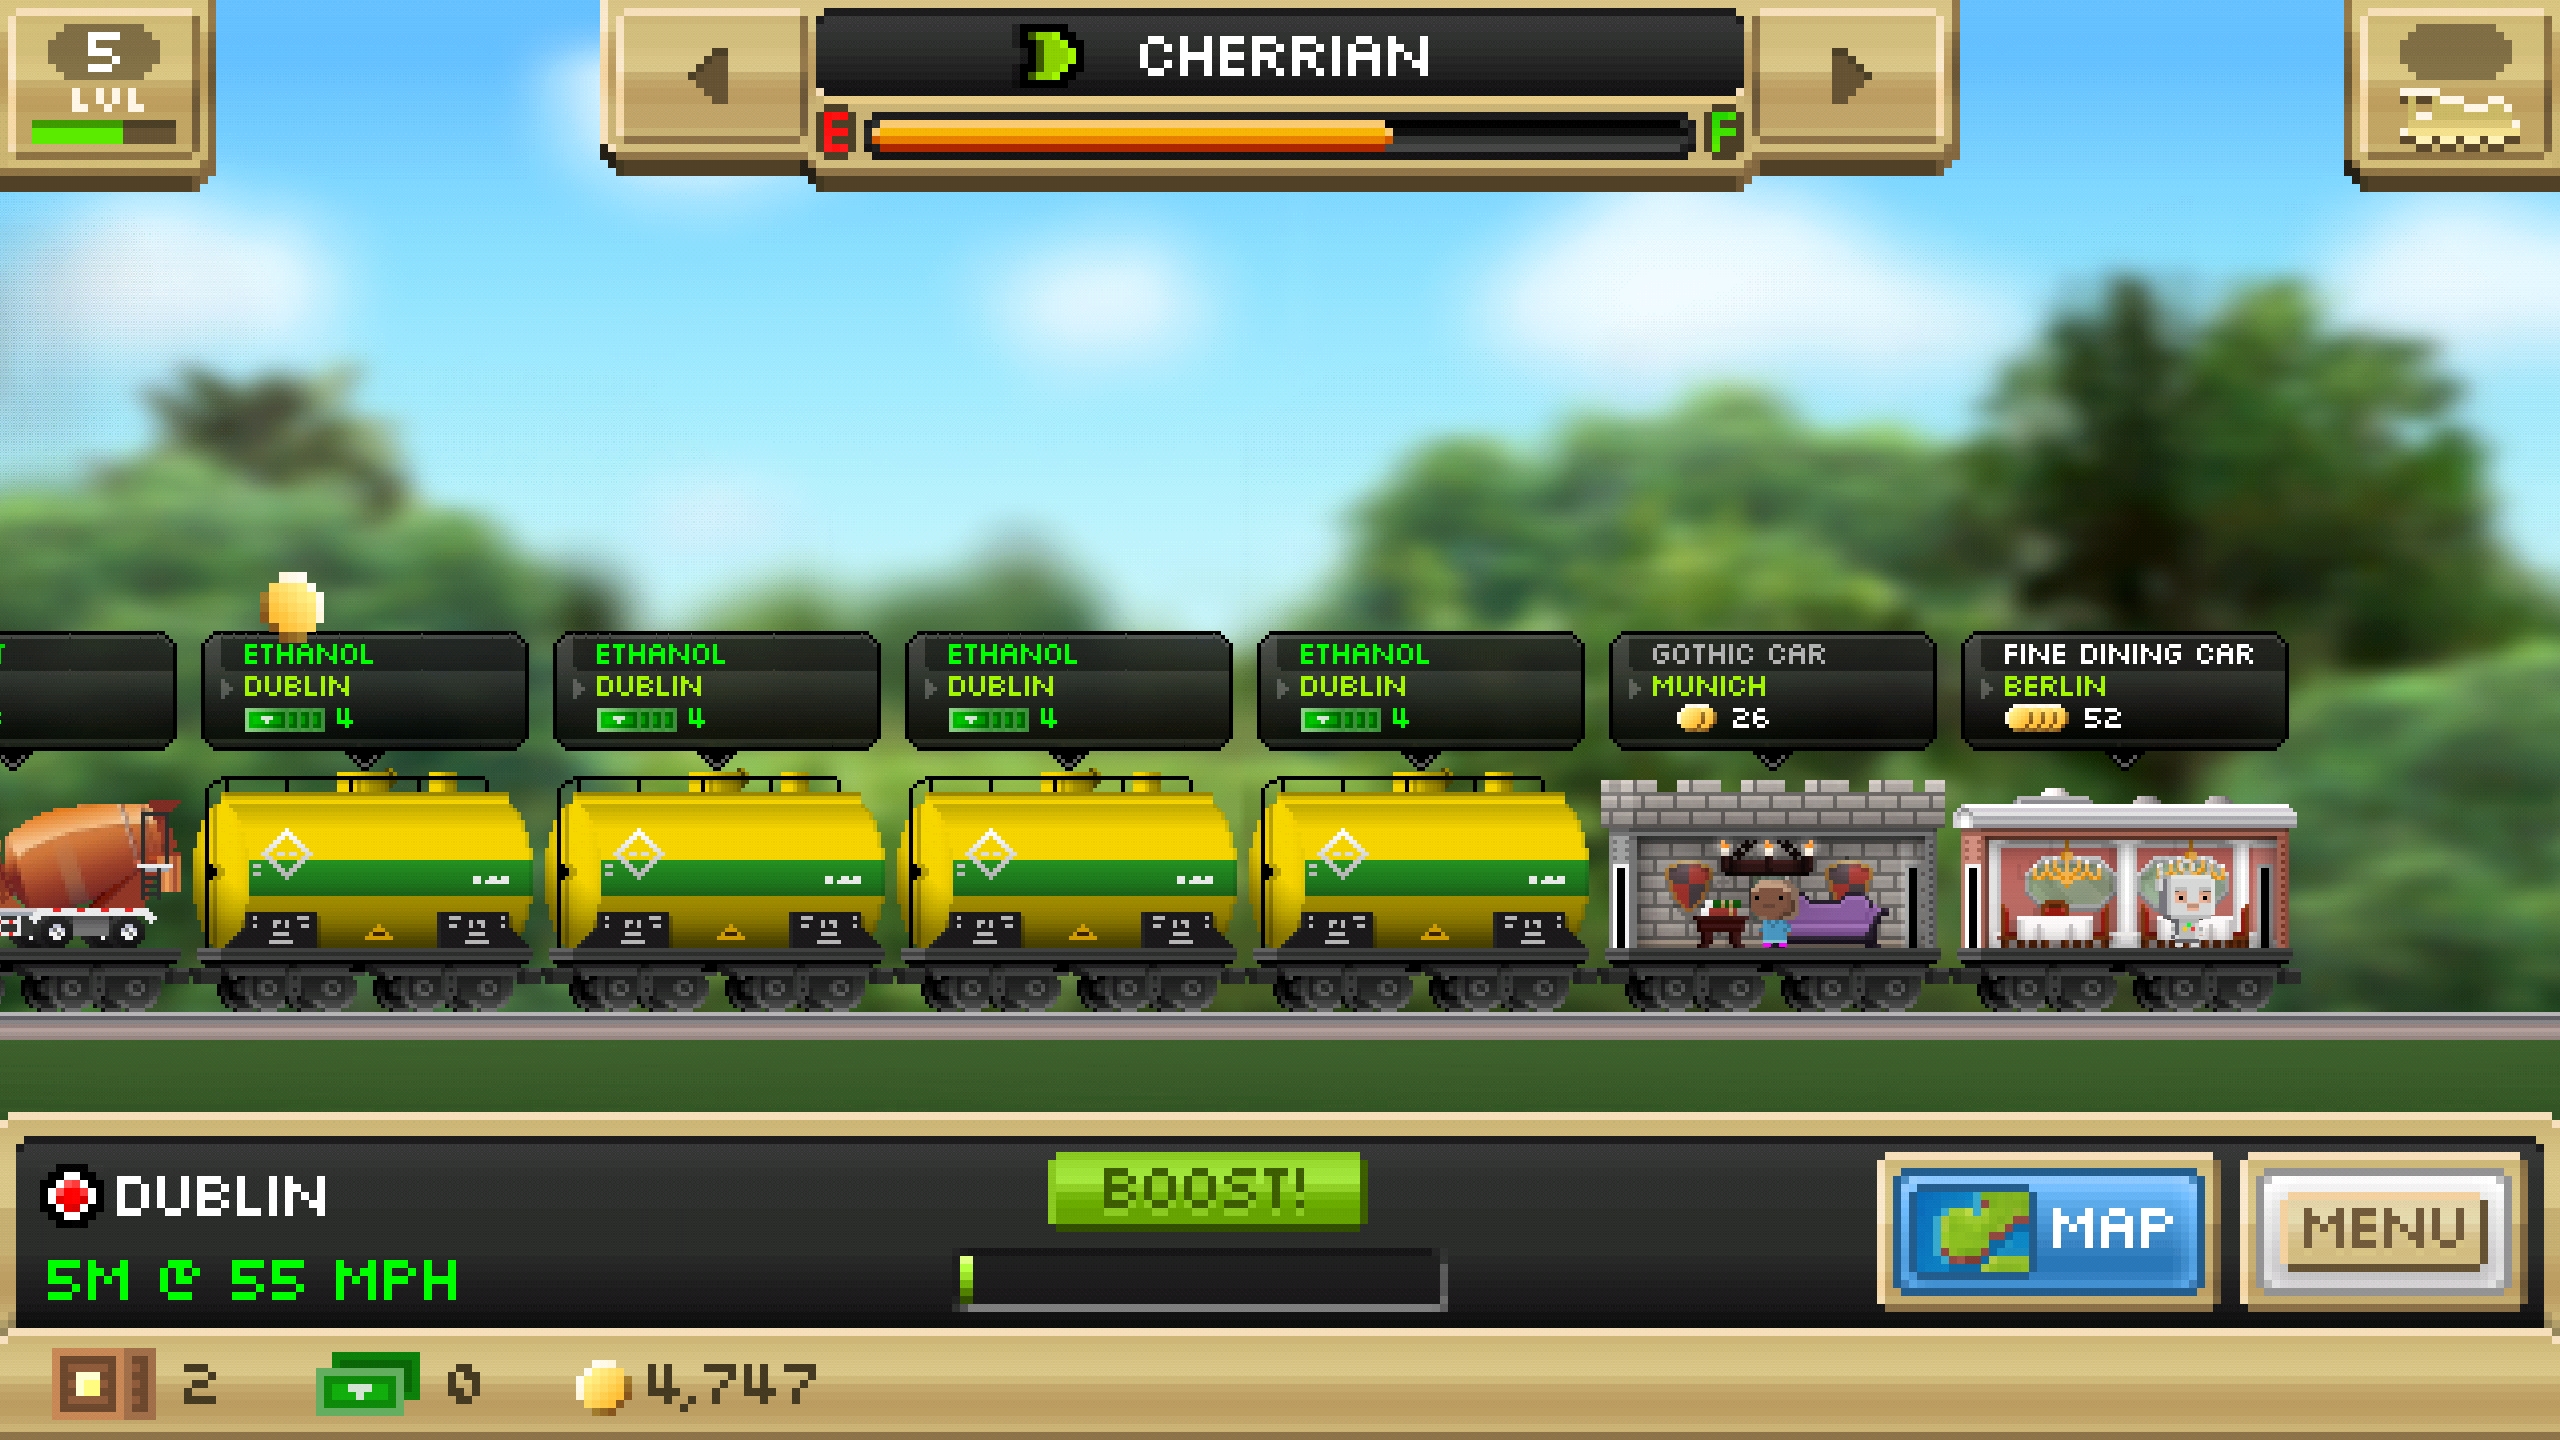 5
LVL
CHERRIAN
E F
ETHANOL
DUBLIN
4
ETHANOL
DUBLIN
4
ETHANOL
DUBLIN
4
ETHANOL
DUBLIN
4
GOTHIC CAR
MUNICH
26
FINE DINING CAR
BERLIN
52
DUBLIN
5M @ 55 MPH
BOOST!
MAP
MENU
2
0
4,747